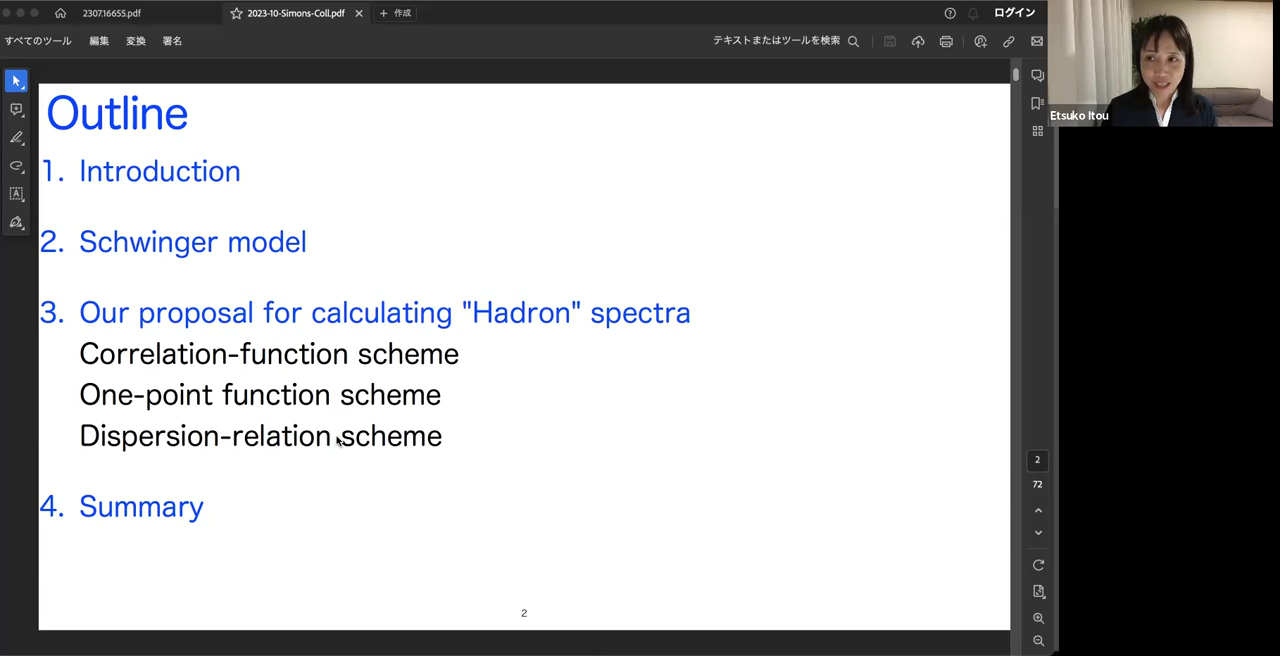 2307.16655.pdf
2023-10-Simons-Coll.pdf
作成
ログイン
すべてのツール 編集 変換 署名
テキストまたはツールを検索
Etsuko Itou
Outline
1. Introduction
2. Schwinger model
3. Our proposal for calculating "Hadron" spectra
Correlation-function scheme
One-point function scheme
Dispersion-relation scheme
4. Summary
2
2
72